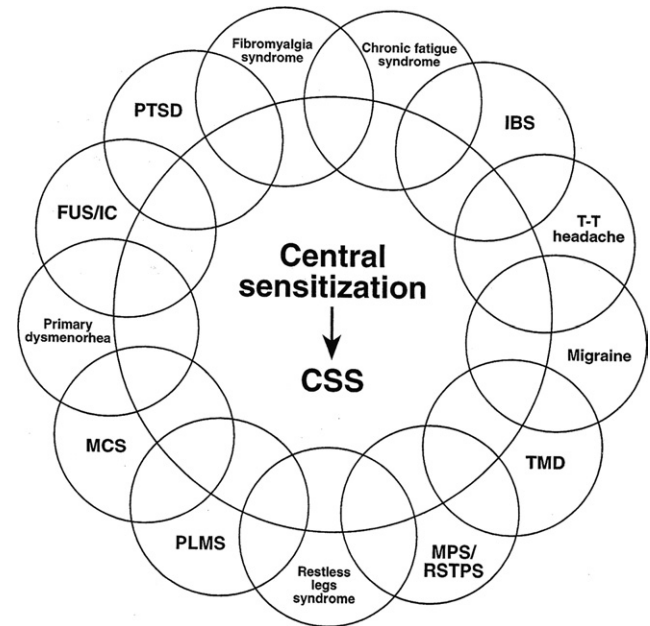 Fibromyalgia
syndrome
Chronic fatigue
syndrome
PTSD
IBS
FUS/IC
T-T
headache
Central
sensitization
CSS
Primary
dysmenorhea
Migraine
MCS
TMD
PLMS
MPS/
RSTPS
Restless
legs
syndrome